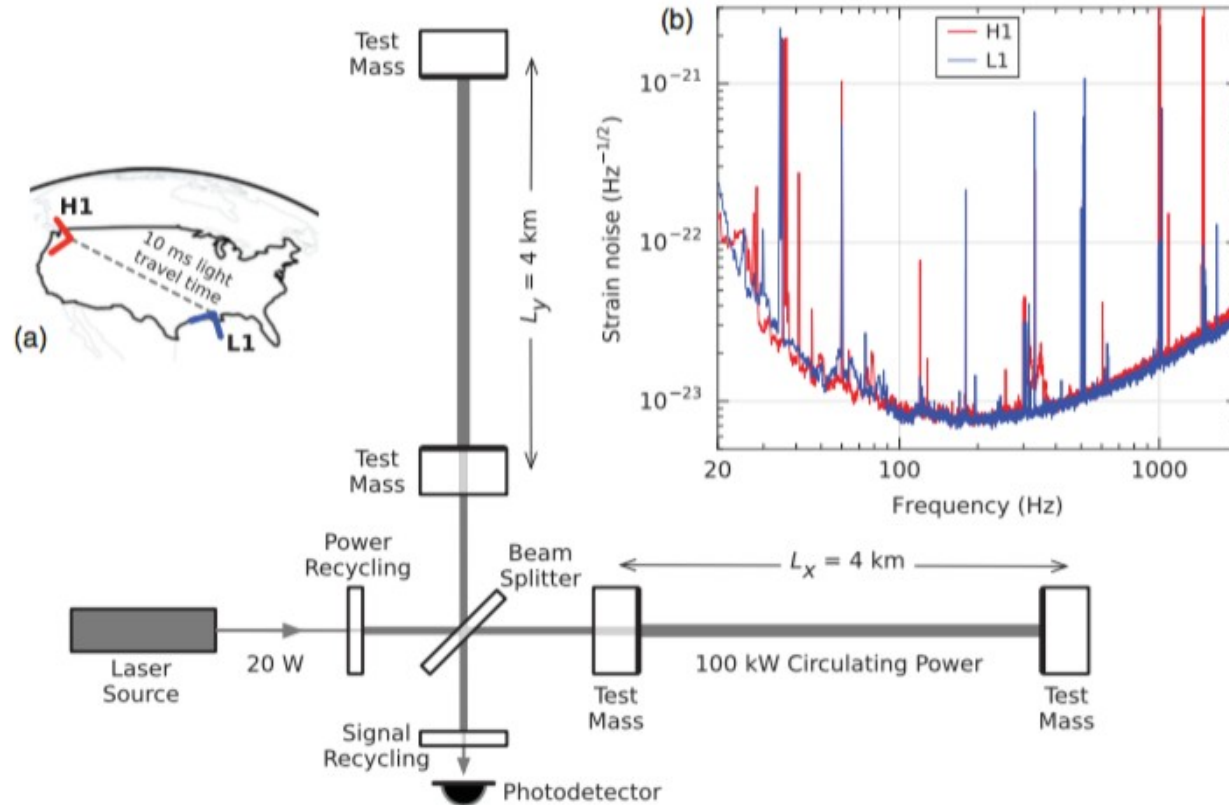 (a)
H1
10 ms light
travel time
L1
Test
Mass
L_y = 4 km
Test
Mass
Power
Recycling
Beam
Splitter
Laser
Source
20 W
Signal
Recycling
Photodetector
L_x = 4 km
100 kW Circulating Power
Test
Mass
Test
Mass
(b)
H1
L1
Strain noise (Hz^{-1/2})
10^{-21}
10^{-22}
10^{-23}
20
100
1000
Frequency (Hz)